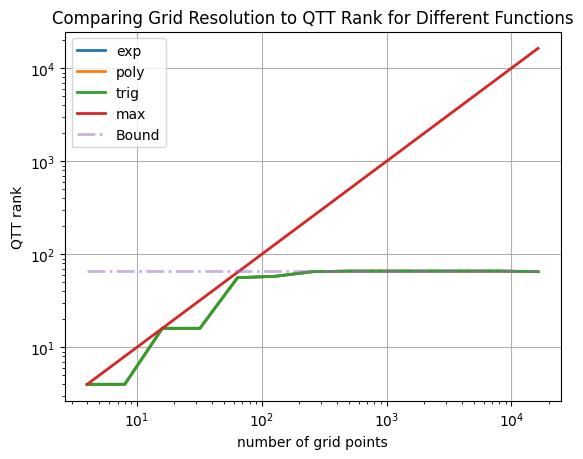 Comparing Grid Resolution to QTT Rank for Different Functions
exp
poly
trig
max
Bound
QTT rank
10^4
10^3
10^2
10^1
10^1
10^2
10^3
10^4
number of grid points